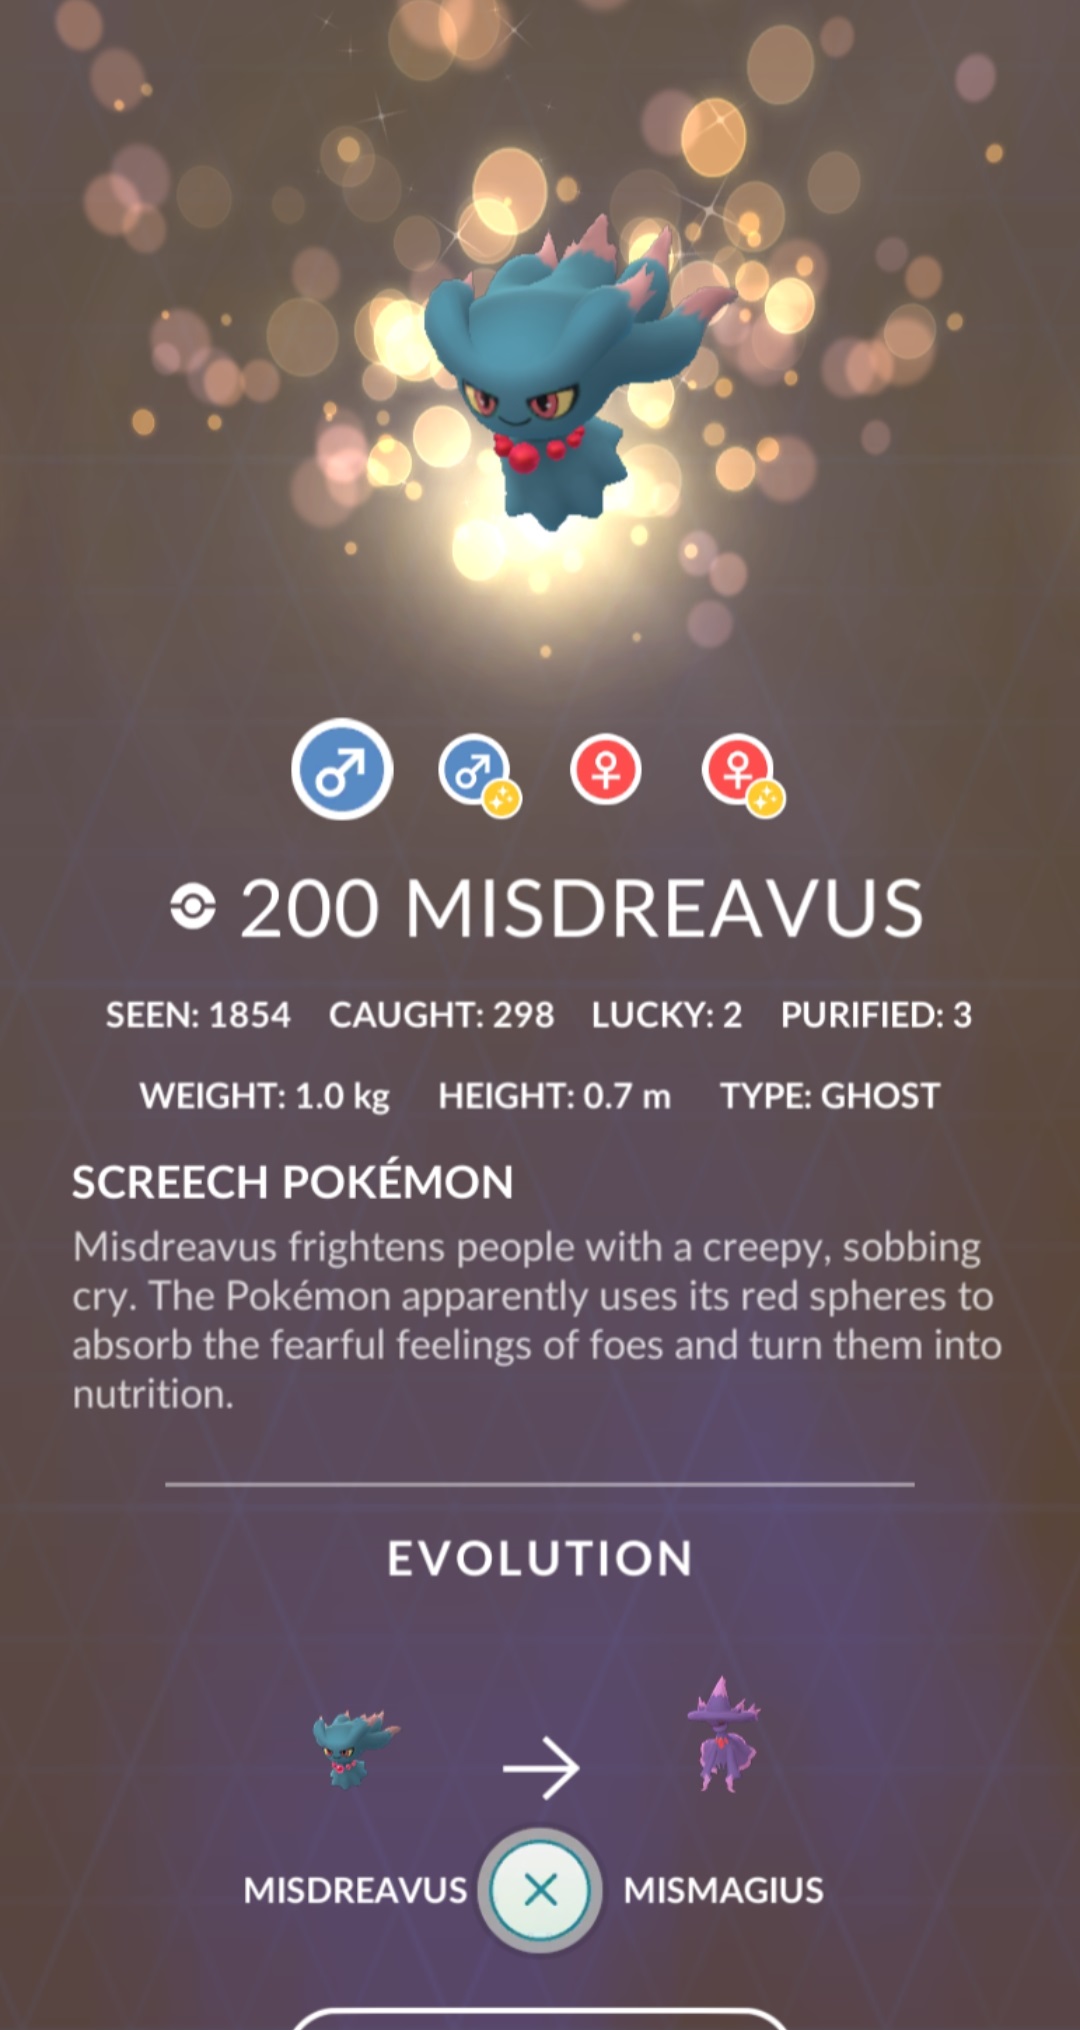 200 MISDREAVUS
SEEN: 1854 CAUGHT: 298 LUCKY: 2 PURIFIED: 3
WEIGHT: 1.0 kg HEIGHT: 0.7 m TYPE: GHOST
SCREECH POKÉMON
Misdreavus frightens people with a creepy, sobbing
cry. The Pokémon apparently uses its red spheres to
absorb the fearful feelings of foes and turn them into
nutrition.
EVOLUTION
MISDREAVUS MISMAGIUS